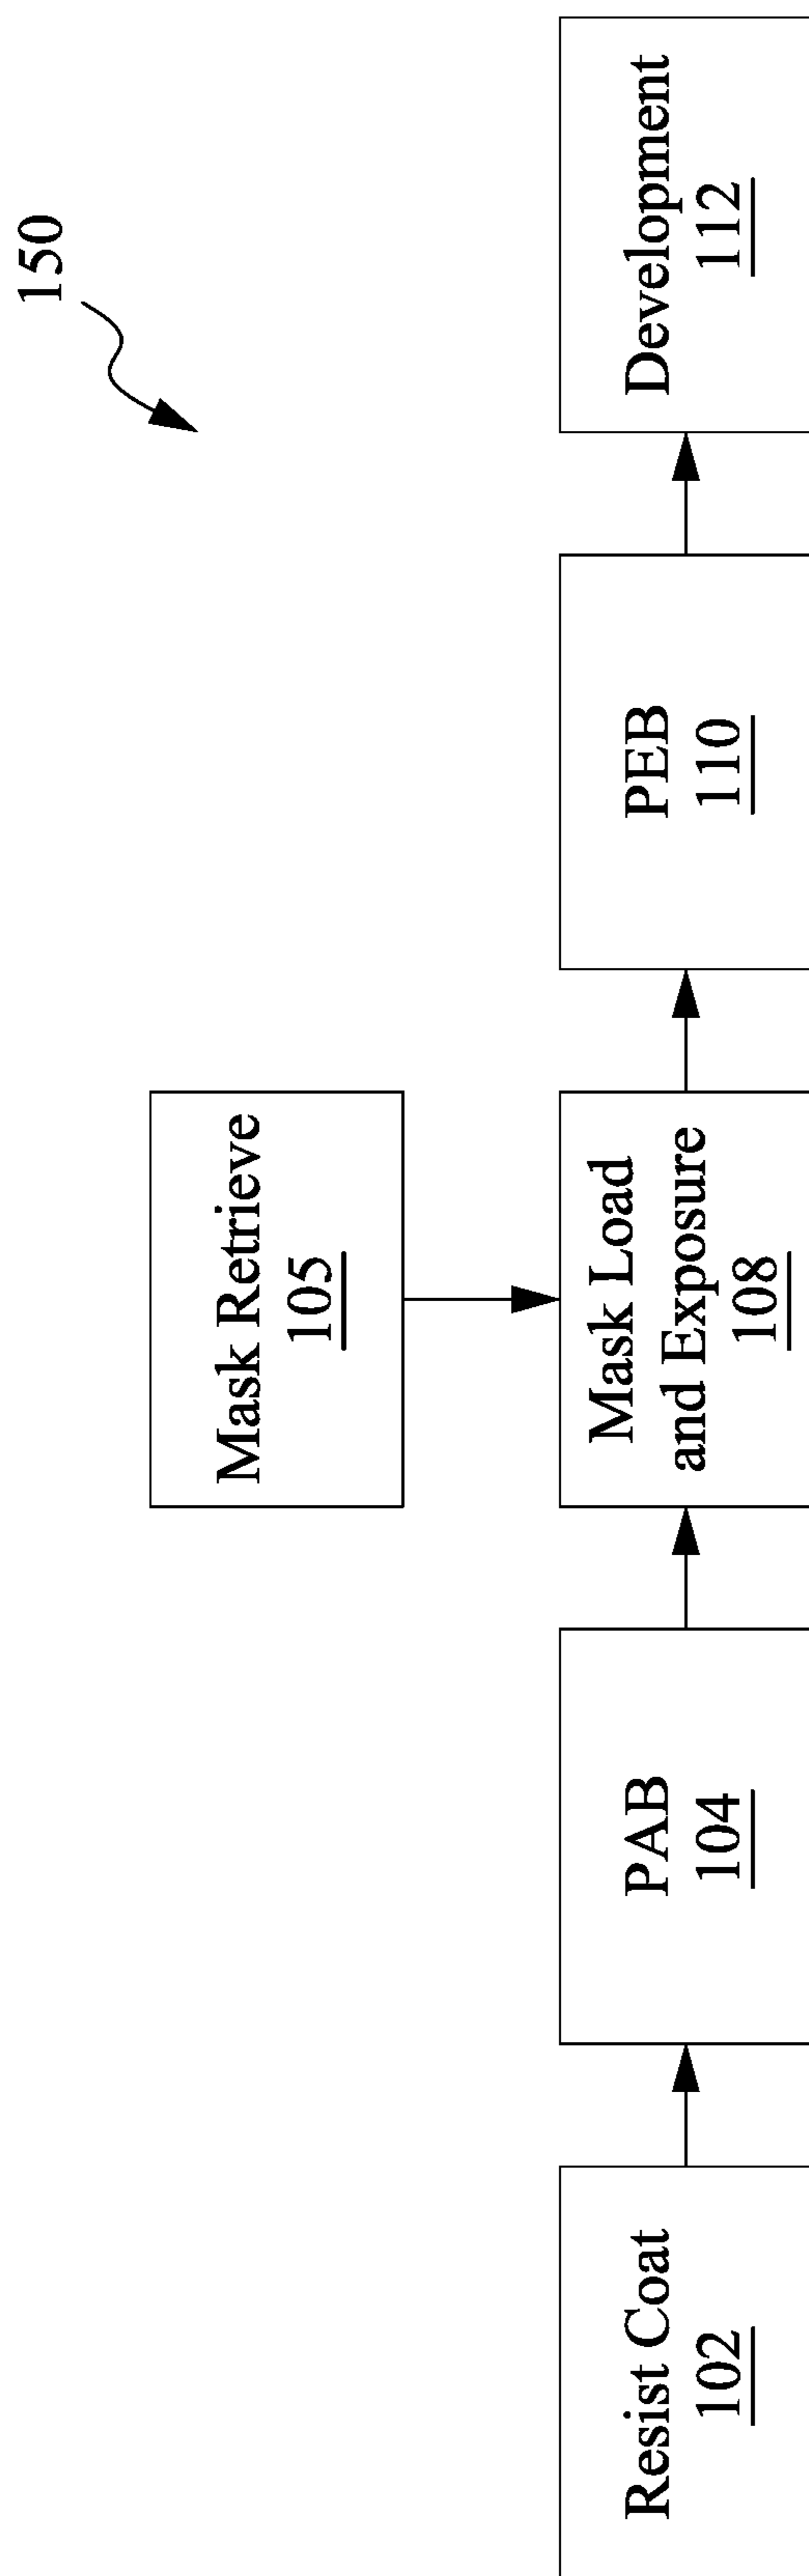 150
Mask Retrieve
105
Resist Coat
102
PAB
104
Mask Load
and Exposure
108
PEB
110
Development
112